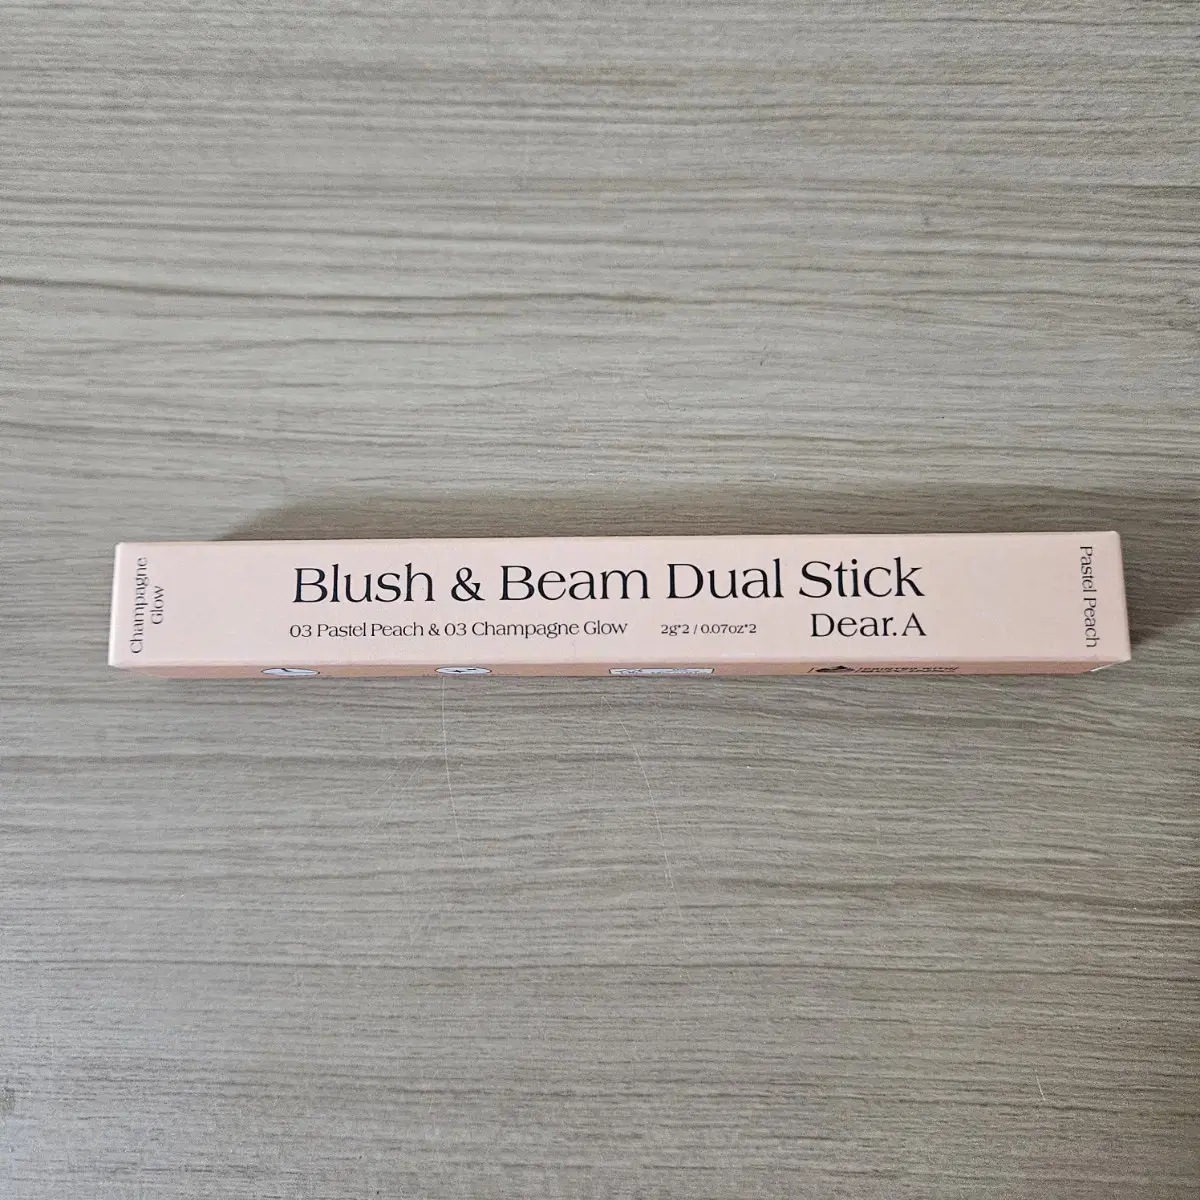 Champagne
Glow
Blush & Beam Dual Stick
03 Pastel Peach & 03 Champagne Glow 2g*2 / 0.07oz*2 Dear.A
Pastel Peach